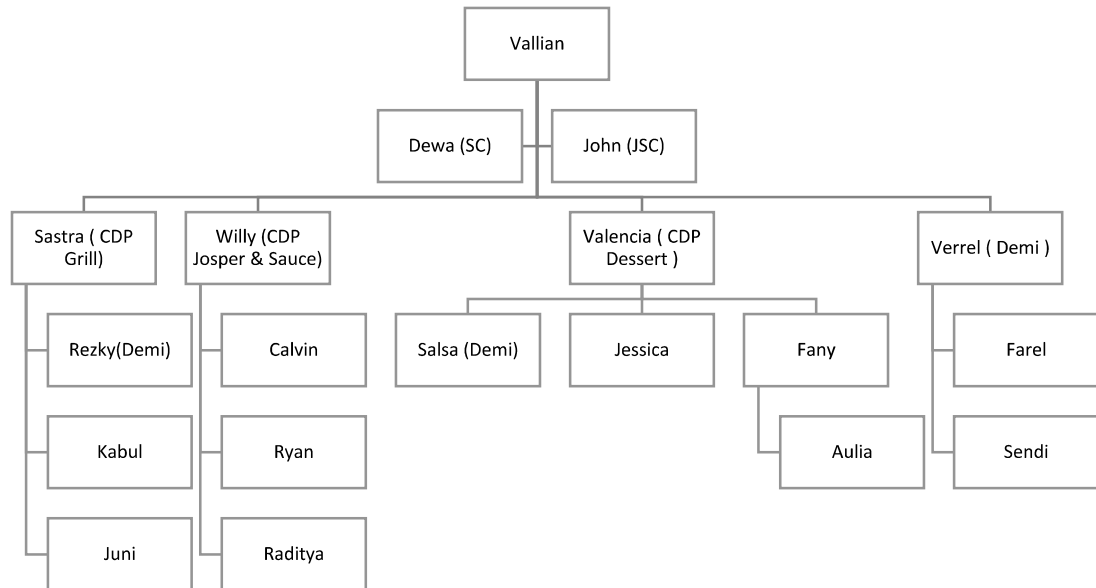 Vallian
Dewa (SC)
John (JSC)
Sastra ( CDP
Grill)
Willy (CDP
Josper & Sauce)
Valencia ( CDP
Dessert )
Verrel ( Demi )
Rezky(Demi)
Calvin
Salsa (Demi)
Jessica
Fany
Farel
Kabul
Ryan
Aulia
Sendi
Juni
Raditya